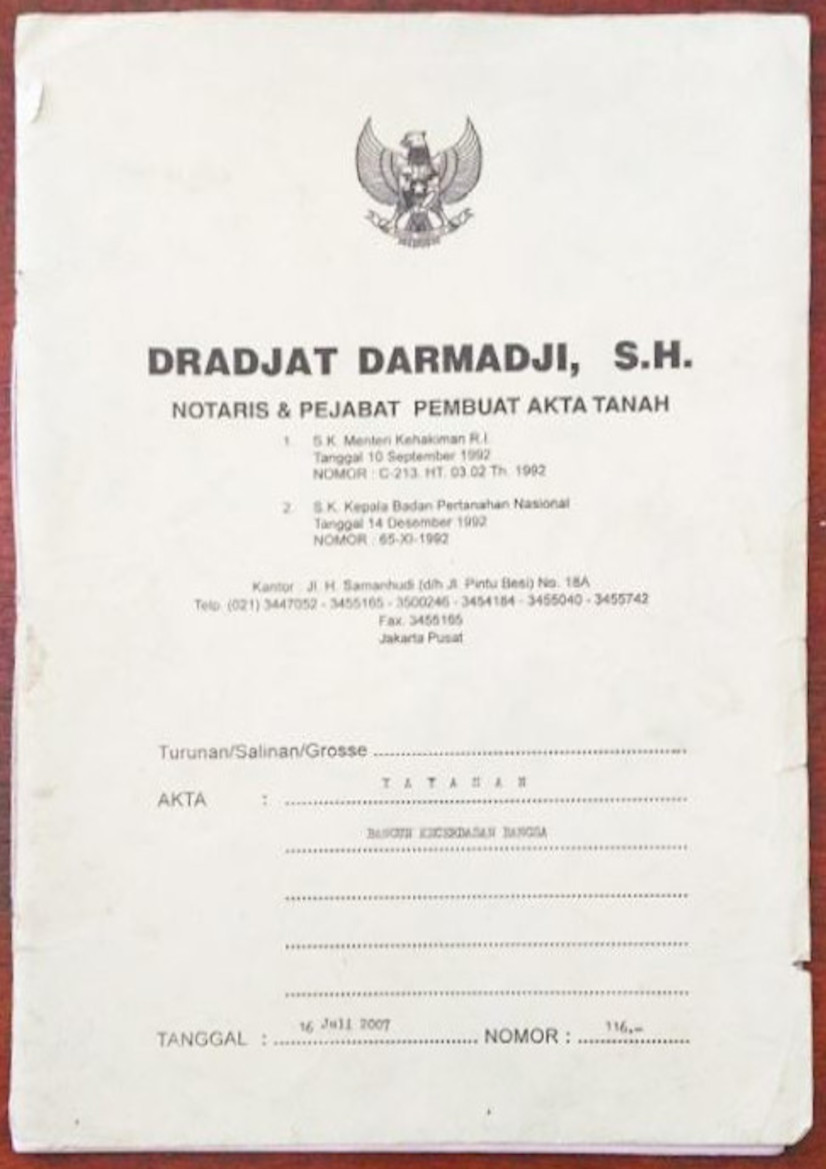 DRADJAT DARMADJI, S.H.
NOTARIS & PEJABAT PEMBUAT AKTA TANAH
1. S.K. Menteri Kehakiman R.I.
Tanggal 10 September 1992
NOMOR : C-213. HT. 03.02 Th. 1992
2. S.K. Kepala Badan Pertanahan Nasional
Tanggal 14 Desember 1992
NOMOR : 65-XI-1992
Kantor : Jl. H. Samanhudi (d/h Jl. Pintu Besi) No. 18A
Telp. (021) 3447052 - 3455165 - 3500246 - 3454184 - 3455040 - 3455742
Fax. 3455165
Jakarta Pusat
Turunan/Salinan/Grosse
Y A Y A S A N
AKTA :
BANGUN KECERDASAN BANGSA
TANGGAL : 16 Juli 2007 NOMOR : 116,-